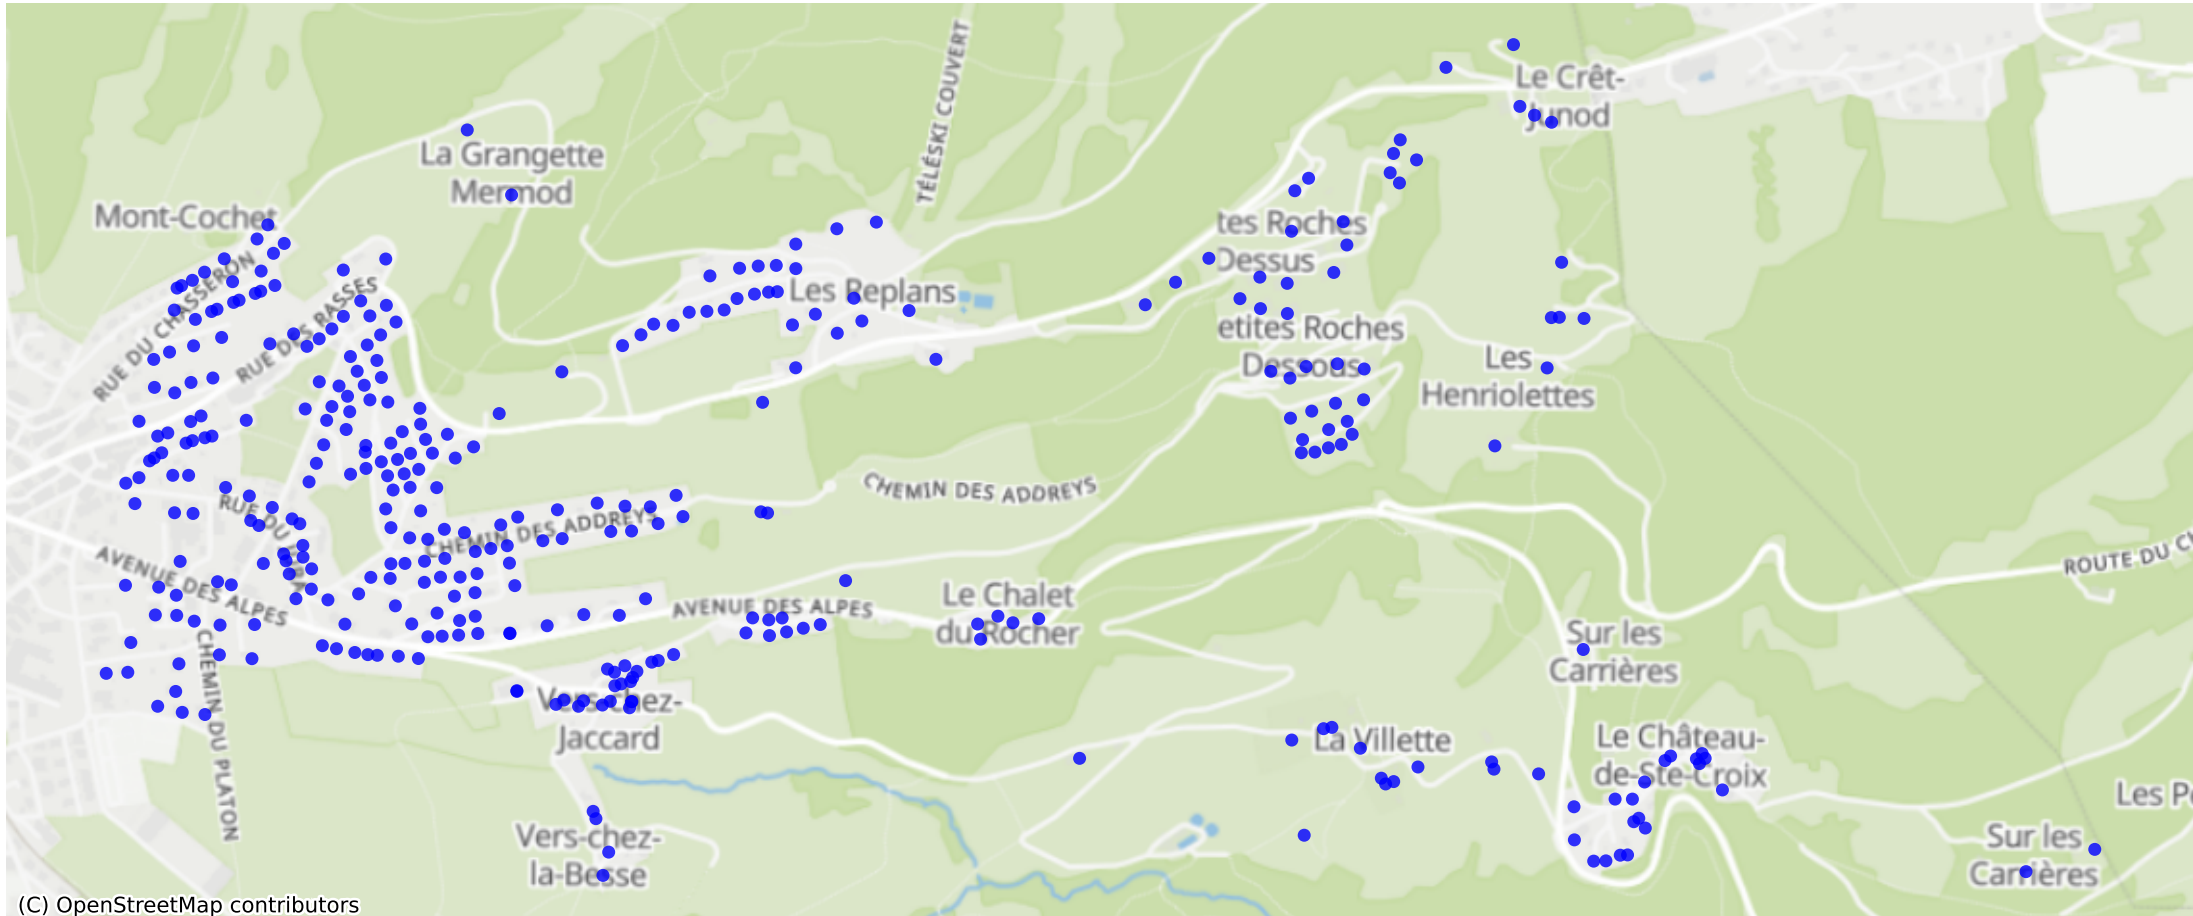 TÉLÉSKI COUVERT
Le Crêt-
Junod
La Grangette
Mermod
Mont-Cochet
RUE DU CHASSERON
RUE DES RASSES
tes Roches
Dessus
Les Replans
etites Roches
Dessous
Les
Henriolettes
CHEMIN DES ADDREYS
RUE DU
CHEMIN DES ADDREYS
AVENUE DES ALPES
ROUTE DU
AVENUE DES ALPES
Le Chalet
du Rocher
Sur les
Carrières
CHEMIN DU PLATON
Vers-chez-
Jaccard
La Villette
Le Château-
de-Ste-Croix
Les
Vers-chez-
la-Besse
Sur les
Carrières
(C) OpenStreetMap contributors